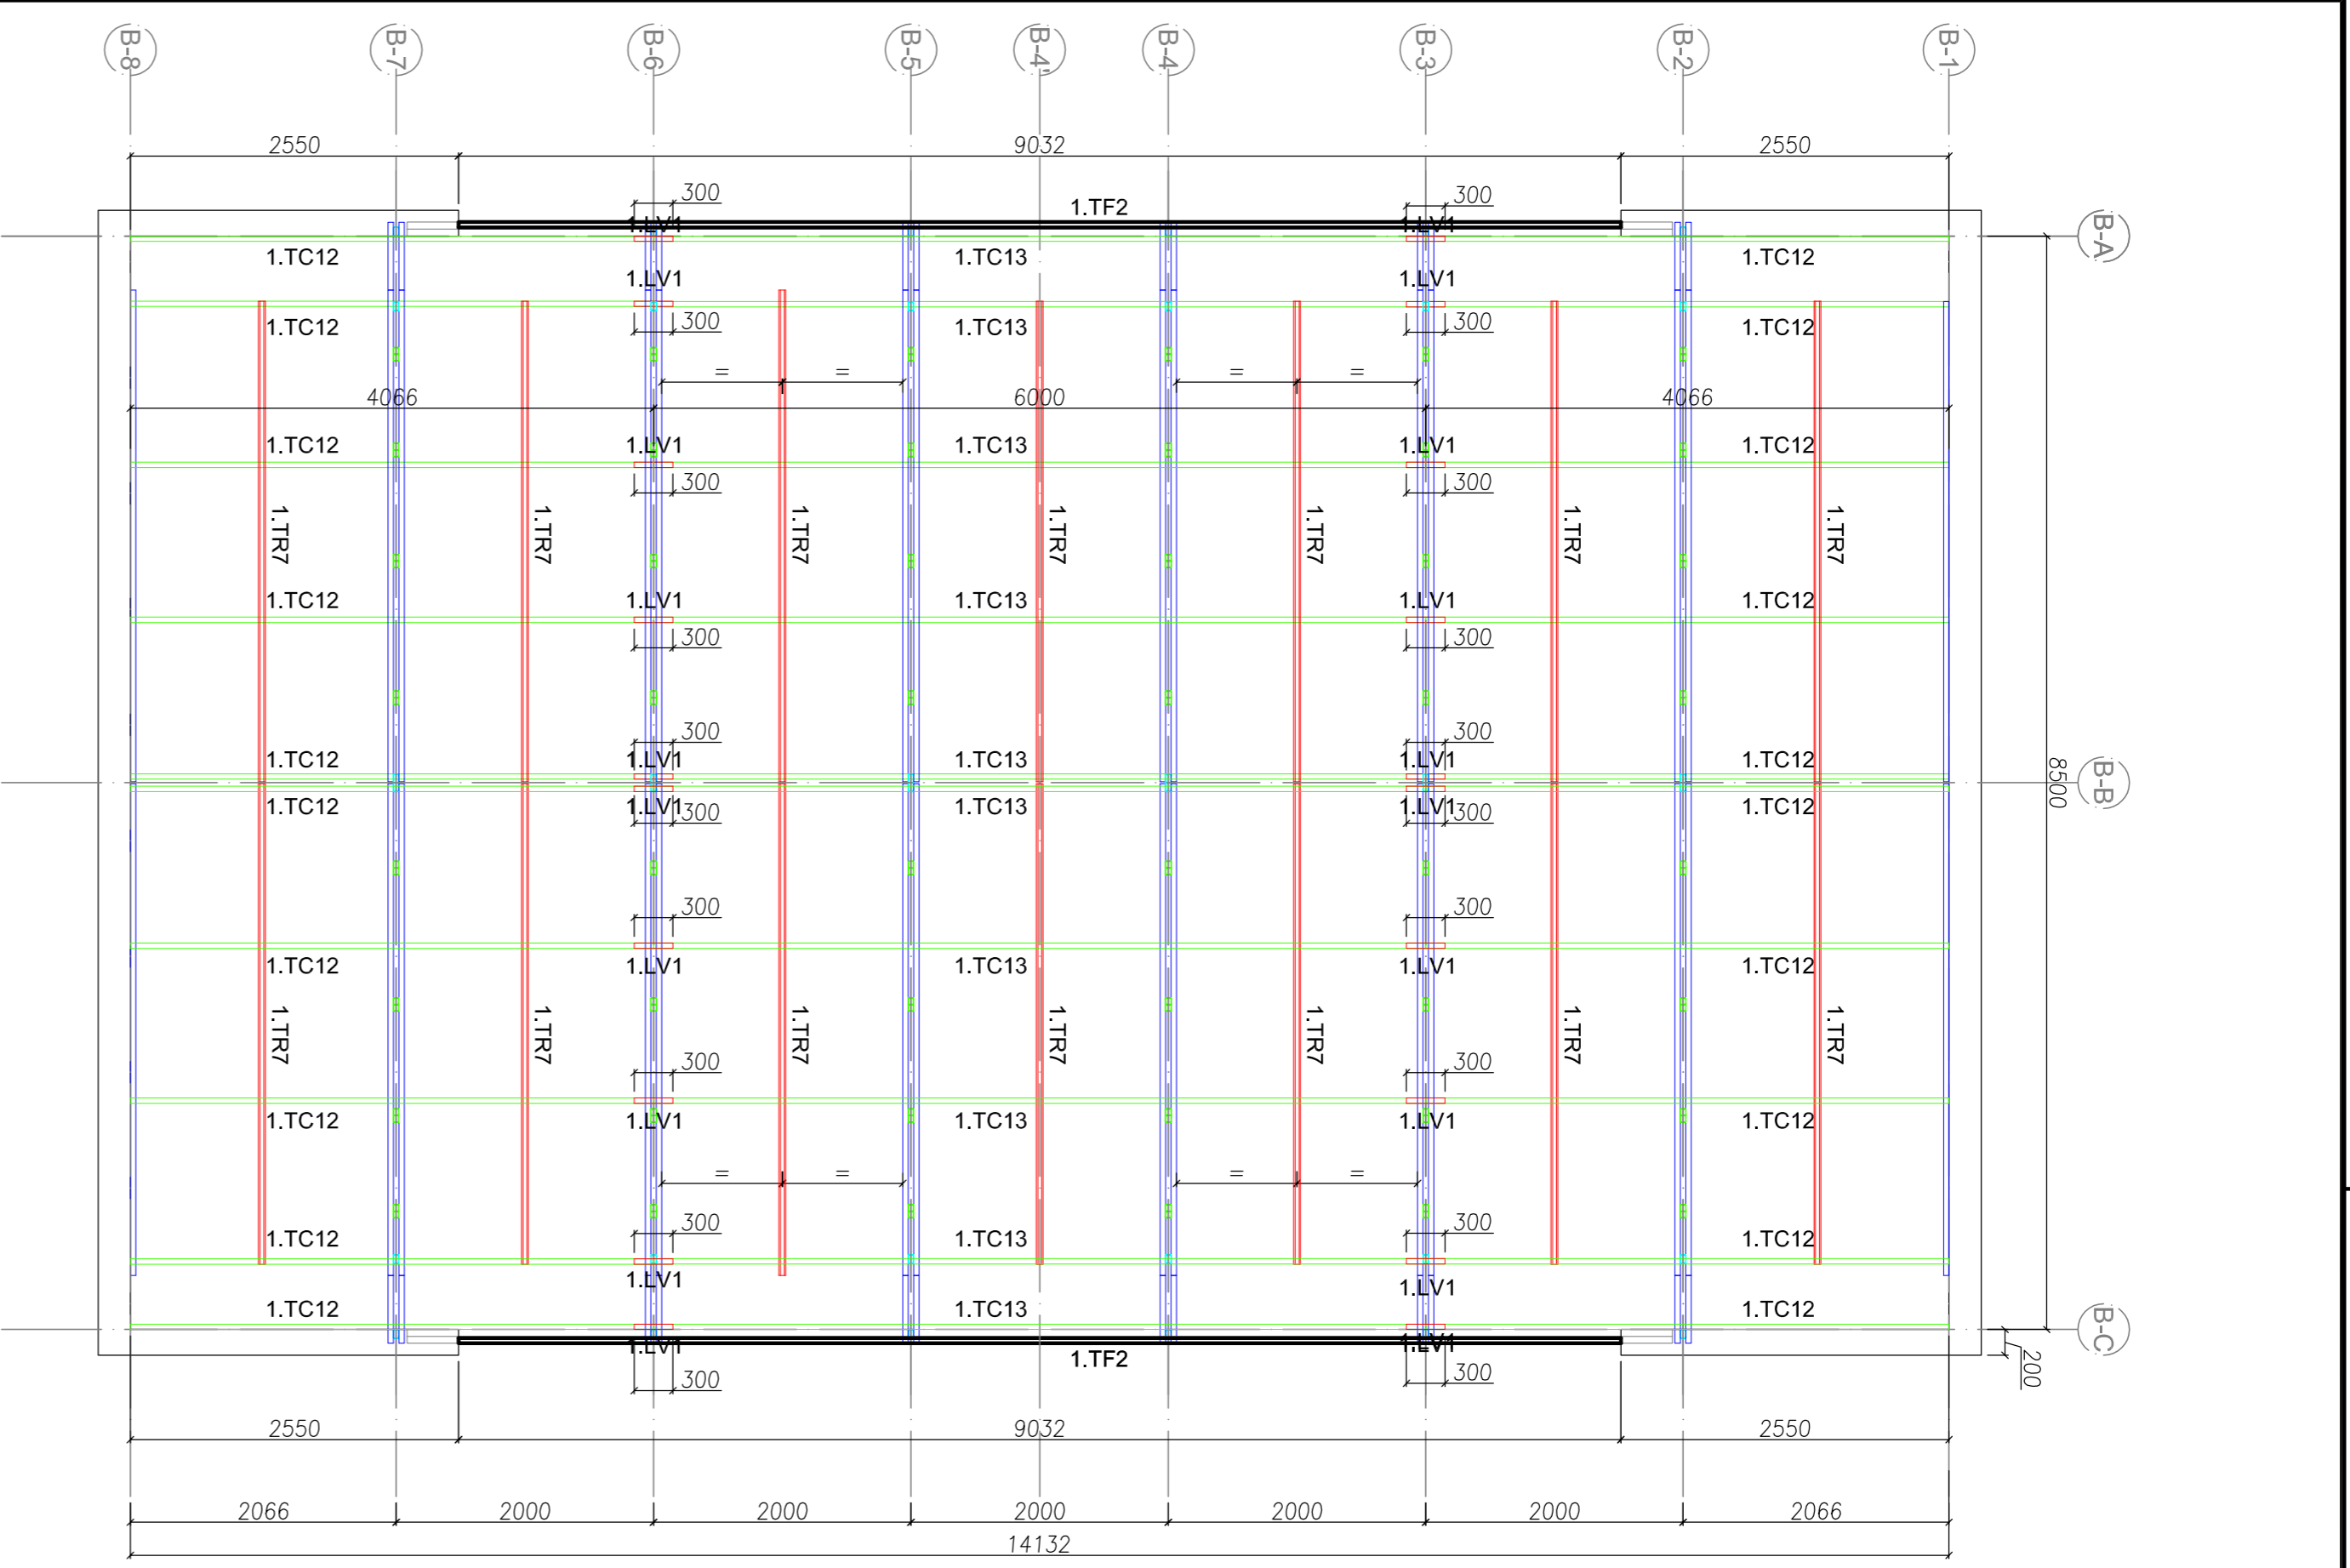 B-8 B-7 B-6 B-5 B-4' B-4 B-3 B-2 B-1
2550 9032 2550
300 1.TF2 300
1.LV1 1.LV1 B-A
1.TC12 1.TC13 1.TC12
1.LV1 1.LV1
1.TC12 300 1.TC13 300 1.TC12
= = = =
4066 6000 4066
1.TC12 1.LV1 1.TC13 1.LV1 1.TC12
300 300
1.TR7 1.TR7 1.TR7 1.TR7 1.TR7 1.TR7 1.TR7
1.TC12 1.LV1 1.TC13 1.LV1 1.TC12
300 300
300 300
1.TC12 1.LV1 1.TC13 1.LV1 1.TC12
8500 B-B
1.TC12 1.LV1 300 1.TC13 1.LV1 300 1.TC12
300 300
1.TC12 1.LV1 1.TC13 1.LV1 1.TC12
1.TR7 1.TR7 1.TR7 1.TR7 1.TR7 1.TR7 1.TR7
300 300
1.TC12 1.LV1 1.TC13 1.LV1 1.TC12
= = = =
300 300
1.TC12 1.TC13 1.TC12
1.LV1 1.LV1
1.TC12 1.TC13 1.TC12
B-C
1.LV1 1.TF2 1.LV1
300 300 200
2550 9032 2550
2066 2000 2000 2000 2000 2000 2066
14132